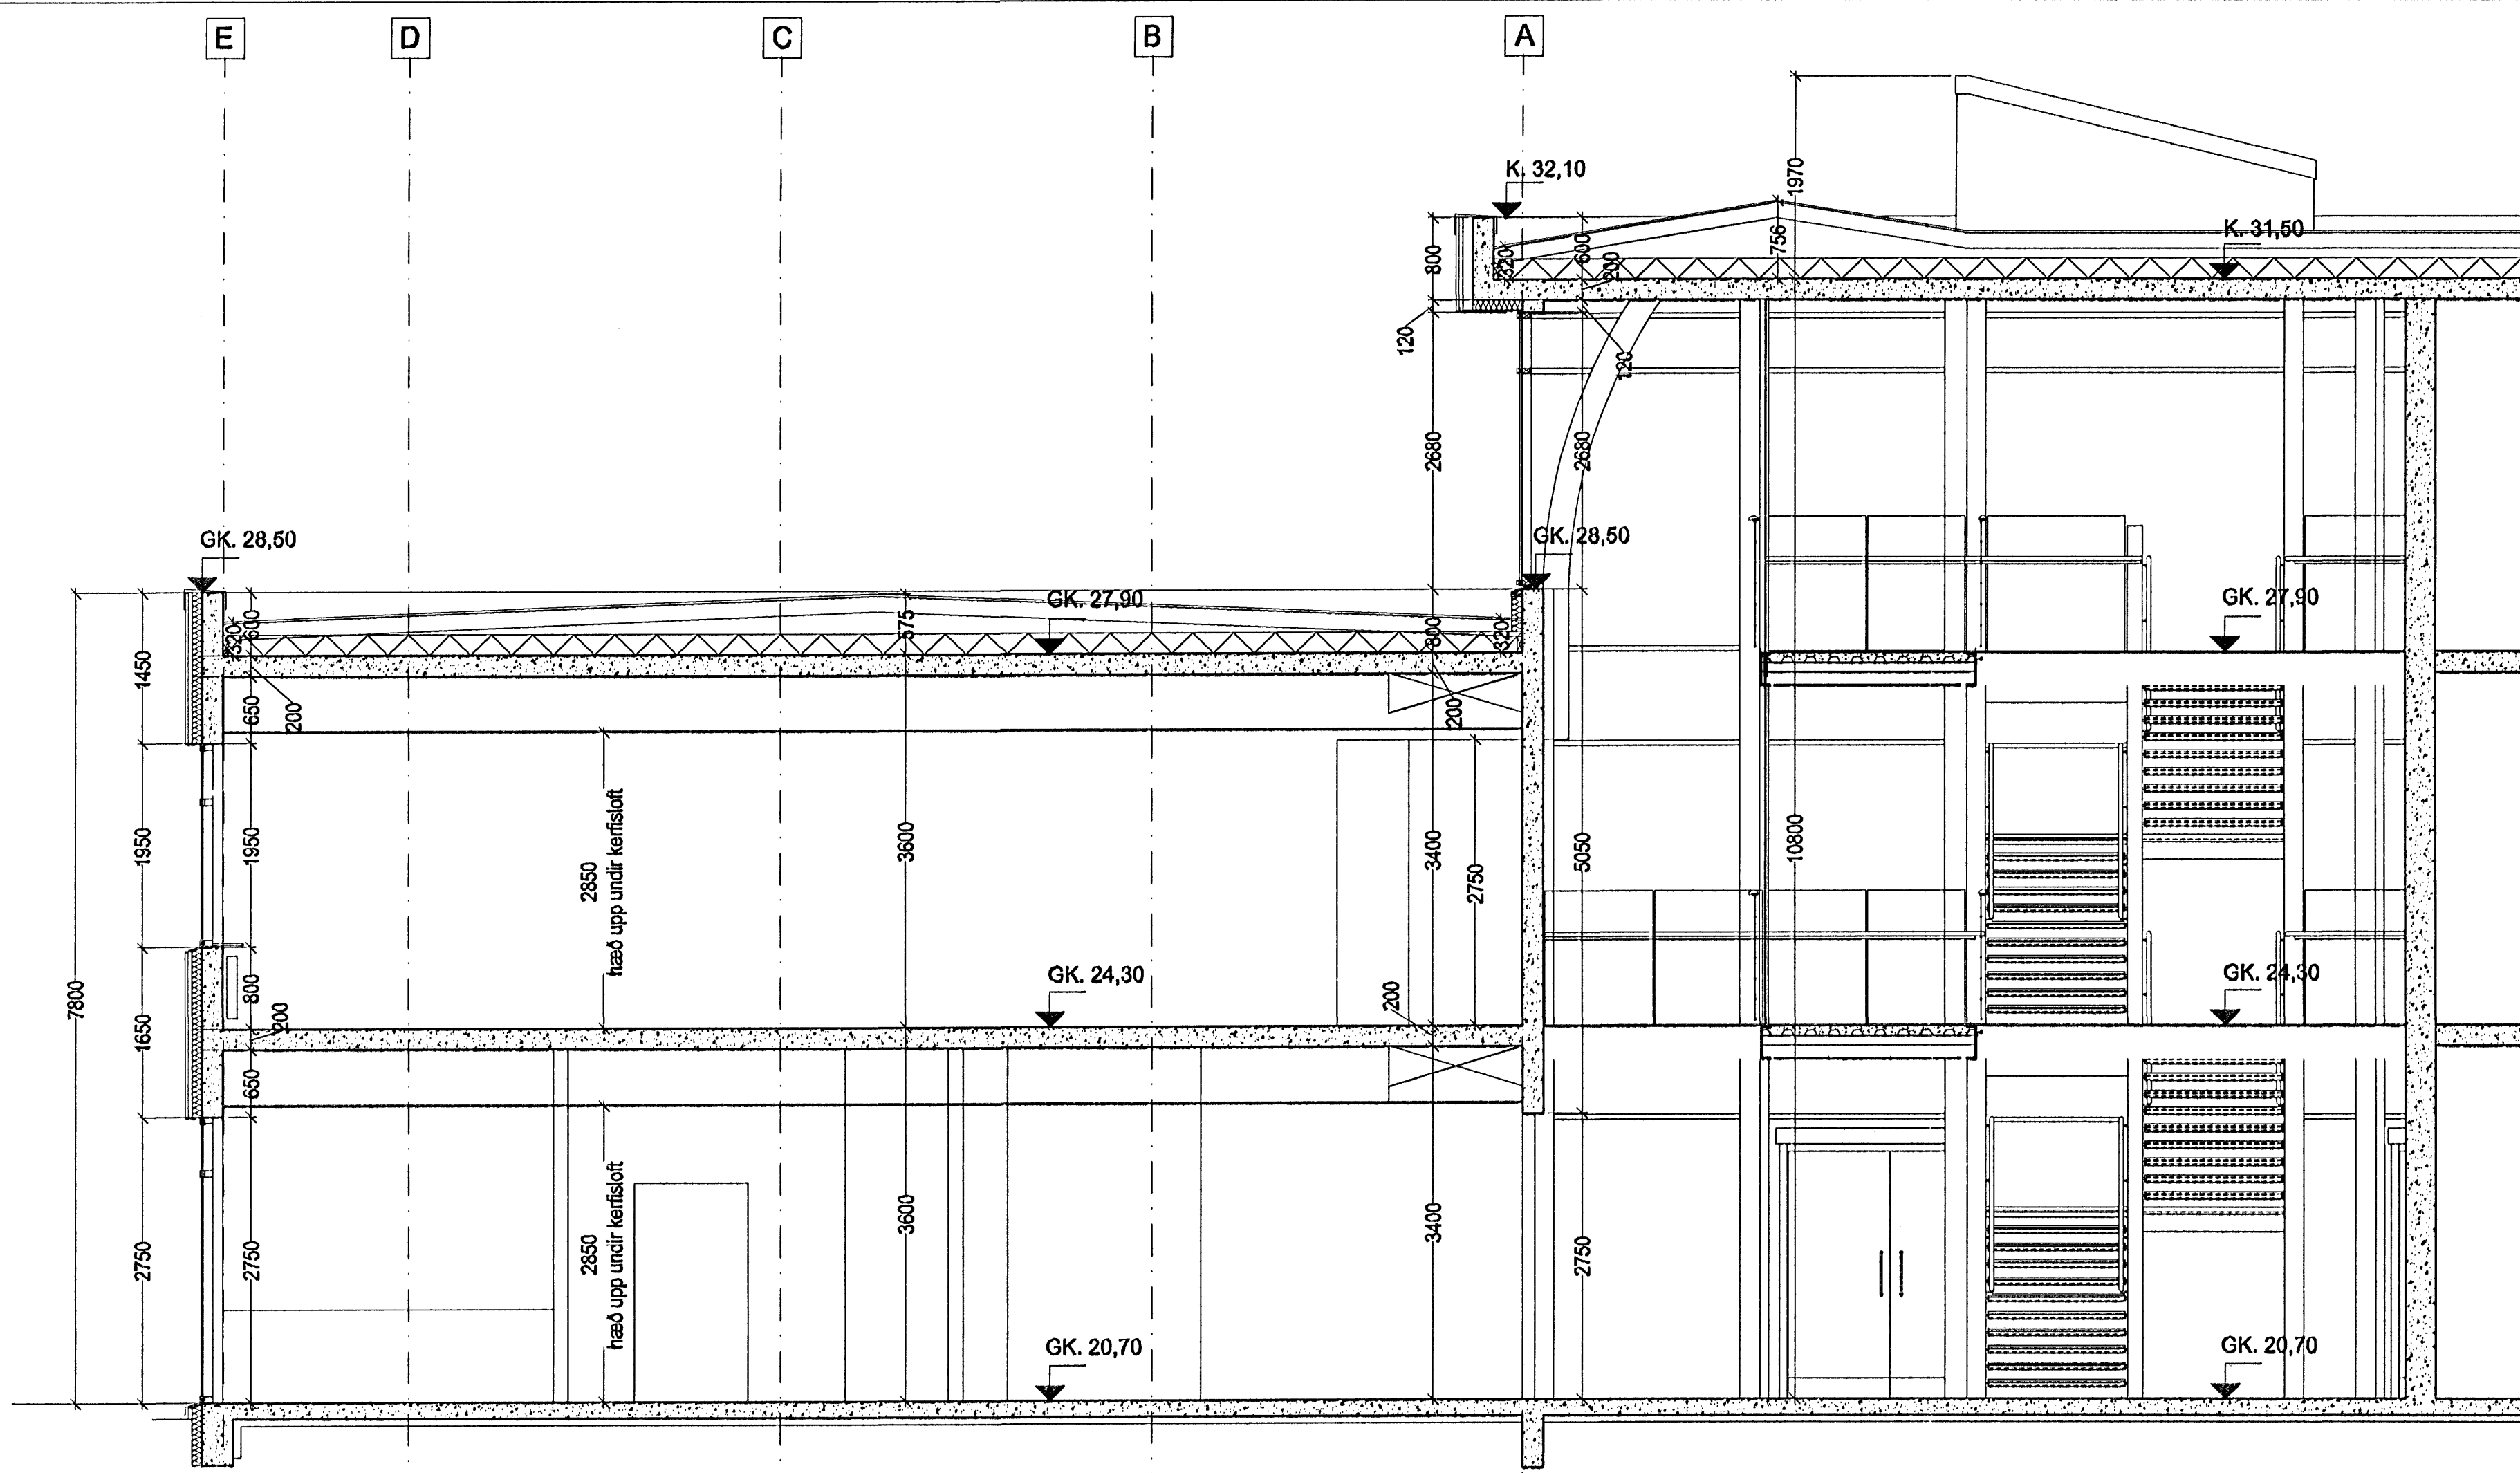 E
D
C
B
A
K. 32,10
1970
K. 31,50
800
320
600
200
756
120
120
2680
2680
GK. 28,50
GK. 28,50
GK. 27,90
GK. 27,90
600
320
575
800
320
1450
650
200
200
7800
1950
1950
2850
hæð upp undir kerfisloft
3600
3400
2750
5050
10800
GK. 24,30
GK. 24,30
800
200
200
1650
650
2750
2750
2850
hæð upp undir kerfisloft
3600
3400
2750
GK. 20,70
GK. 20,70